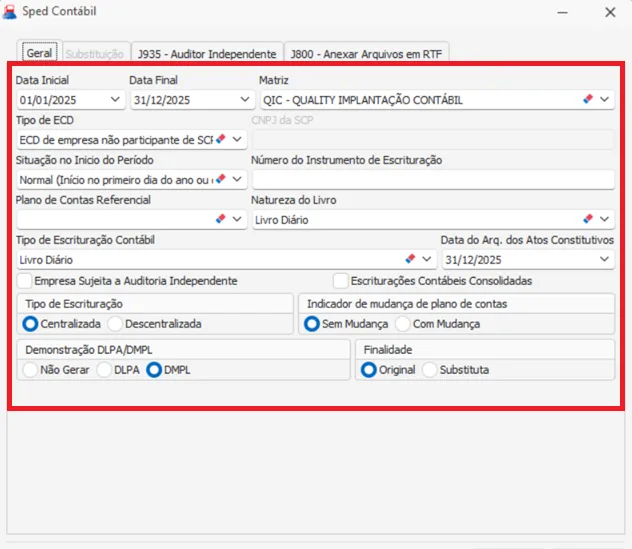 Sped Contábil
Geral Substituição J935 - Auditor Independente J800 - Anexar Arquivos em RTF
Data Inicial Data Final Matriz
01/01/2025 31/12/2025 QIC - QUALITY IMPLANTAÇÃO CONTÁBIL
Tipo de ECD CNPJ da SCP
ECD de empresa não participante de SCP
Situação no Inicio do Período Número do Instrumento de Escrituração
Normal (Início no primeiro dia do ano ou
Plano de Contas Referencial Natureza do Livro
Livro Diário
Tipo de Escrituração Contábil Data do Arq. dos Atos Constitutivos
Livro Diário 31/12/2025
Empresa Sujeita a Auditoria Independente Escriturações Contábeis Consolidadas
Tipo de Escrituração Indicador de mudança de plano de contas
Centralizada Descentralizada Sem Mudança Com Mudança
Demonstração DLPA/DMPL Finalidade
Não Gerar DLPA DMPL Original Substituta